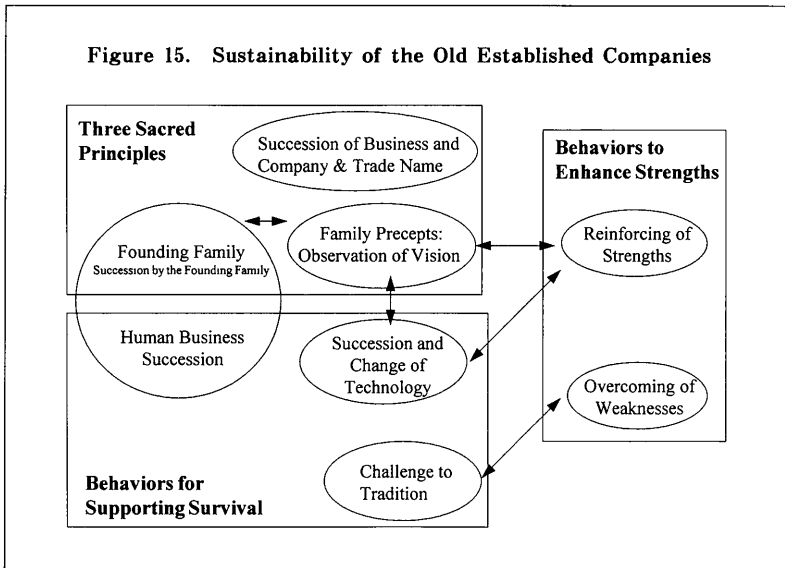 Figure 15. Sustainability of the Old Established Companies
Three Sacred
Principles
Succession of Business and
Company & Trade Name
Founding Family
Succession by the Founding Family
Family Precepts:
Observation of Vision
Human Business
Succession
Succession and
Change of
Technology
Challenge to
Tradition
Behaviors for
Supporting Survival
Behaviors to
Enhance Strengths
Reinforcing of
Strengths
Overcoming of
Weaknesses